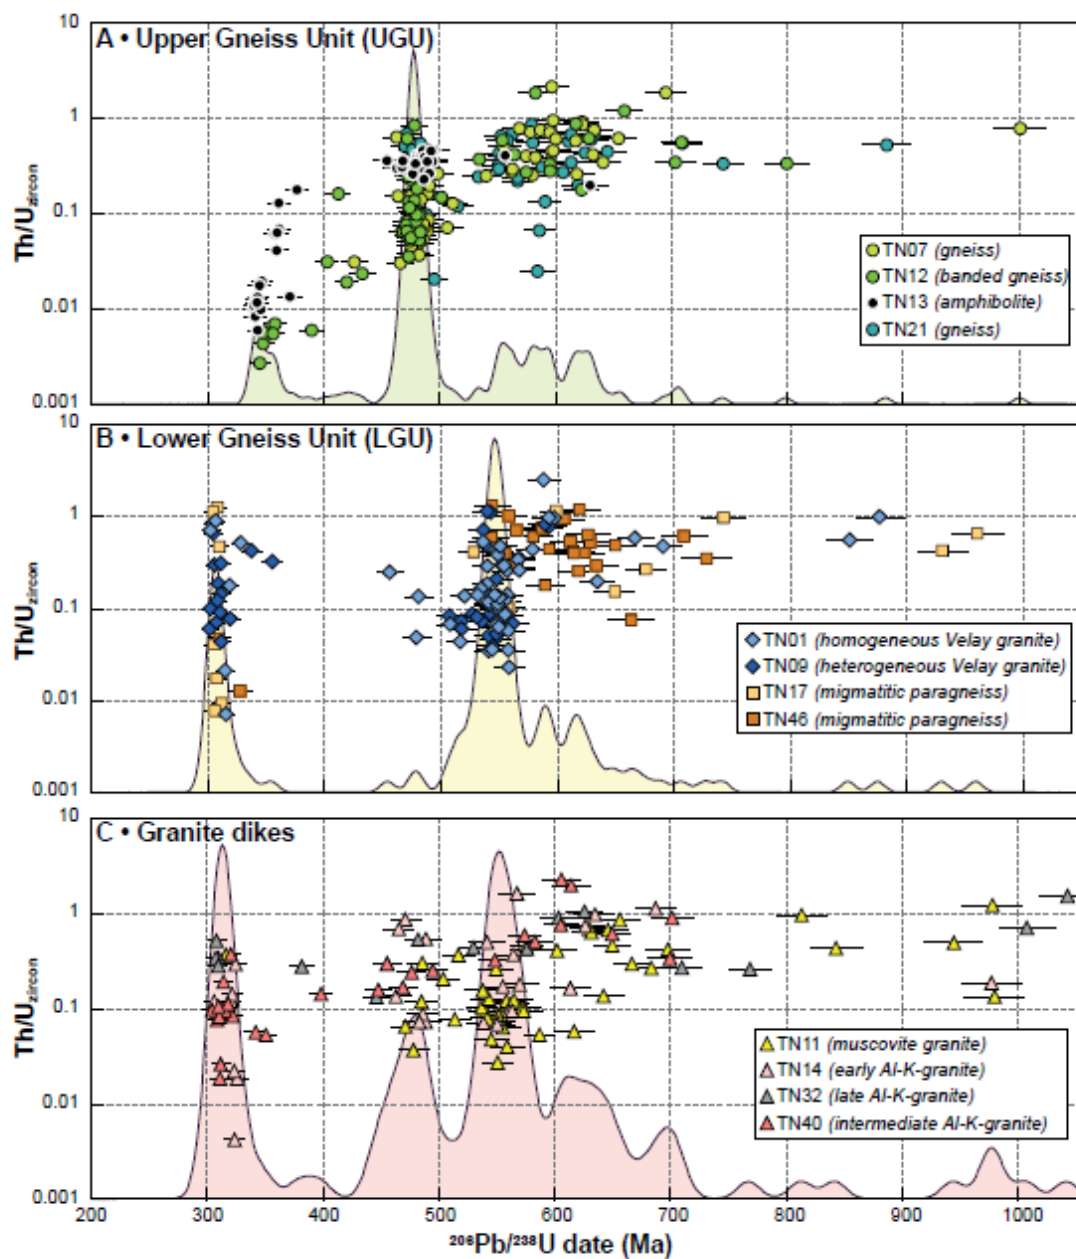 A • Upper Gneiss Unit (UGU)
10
1
0.1
0.01
0.001
Th/U zircon
TN07 (gneiss)
TN12 (banded gneiss)
TN13 (amphibolite)
TN21 (gneiss)
B • Lower Gneiss Unit (LGU)
10
1
0.1
0.01
0.001
Th/U zircon
TN01 (homogeneous Velay granite)
TN09 (heterogeneous Velay granite)
TN17 (migmatitic paragneiss)
TN46 (migmatitic paragneiss)
C • Granite dikes
10
1
0.1
0.01
0.001
Th/U zircon
TN11 (muscovite granite)
TN14 (early Al-K-granite)
TN32 (late Al-K-granite)
TN40 (intermediate Al-K-granite)
200 300 400 500 600 700 800 900 1000
²⁰⁶Pb/²³⁸U date (Ma)